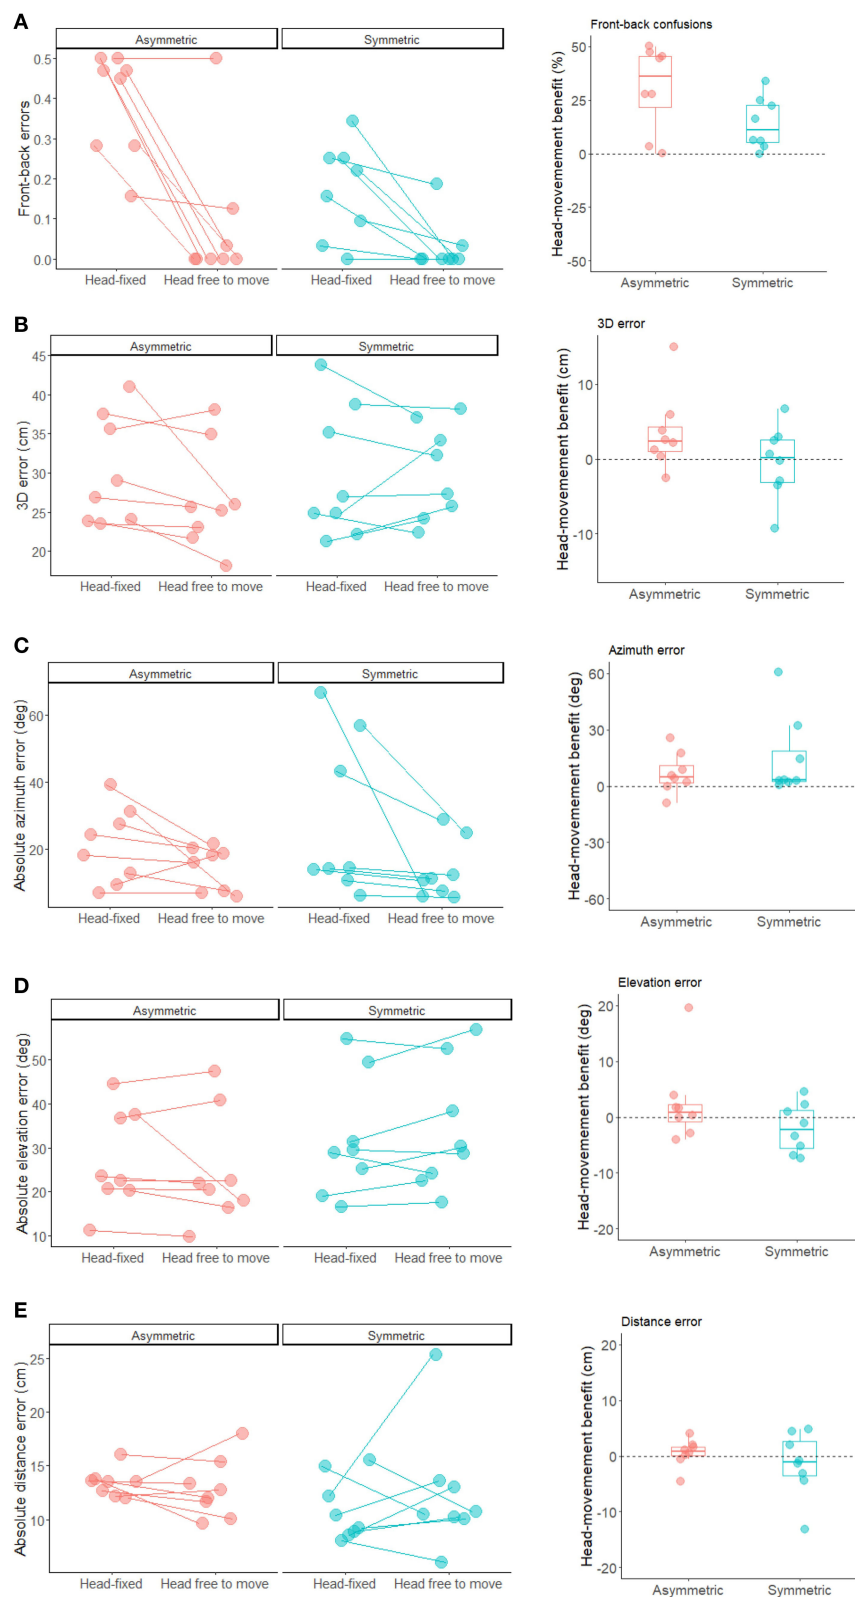 A
Asymmetric
Symmetric
Front-back errors
0.5
0.4
0.3
0.2
0.1
0.0
Head-fixed
Head free to move
Head-fixed
Head free to move
Front-back confusions
Head-movemement benefit (%)
50
25
0
-25
-50
Asymmetric
Symmetric
B
Asymmetric
Symmetric
3D error (cm)
45
40
35
30
25
20
Head-fixed
Head free to move
Head-fixed
Head free to move
3D error
Head-movemement benefit (cm)
10
0
-10
Asymmetric
Symmetric
C
Asymmetric
Symmetric
Absolute azimuth error (deg)
60
40
20
Head-fixed
Head free to move
Head-fixed
Head free to move
Azimuth error
Head-movemement benefit (deg)
60
30
0
-30
-60
Asymmetric
Symmetric
D
Asymmetric
Symmetric
Absolute elevation error (deg)
50
40
30
20
10
Head-fixed
Head free to move
Head-fixed
Head free to move
Elevation error
Head-movemement benefit (deg)
20
10
0
-10
-20
Asymmetric
Symmetric
E
Asymmetric
Symmetric
Absolute distance error (cm)
25
20
15
10
Head-fixed
Head free to move
Head-fixed
Head free to move
Distance error
Head-movemement benefit (cm)
20
10
0
-10
-20
Asymmetric
Symmetric